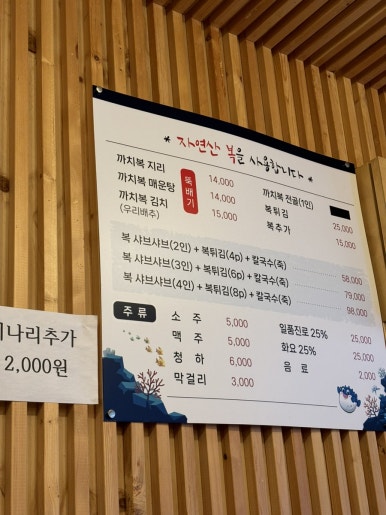 * 자연산 복을 사용합니다 *
까치복 지리 14,000
까치복 매운탕 14,000
까치복 김치 15,000
(우리배추)
뚝배기
까치복 전골(1인)
복튀김 25,000
복추가 15,000
복 샤브샤브(2인) + 복튀김(4p) + 칼국수(죽) 58,000
복 샤브샤브(3인) + 복튀김(6p) + 칼국수(죽) 79,000
복 샤브샤브(4인) + 복튀김(8p) + 칼국수(죽) 98,000
주 류
소 주 5,000
맥 주 5,000
청 하 6,000
막걸리 3,000
일품진로 25% 25,000
화요 25% 25,000
음 료 2,000
미나리추가
2,000원